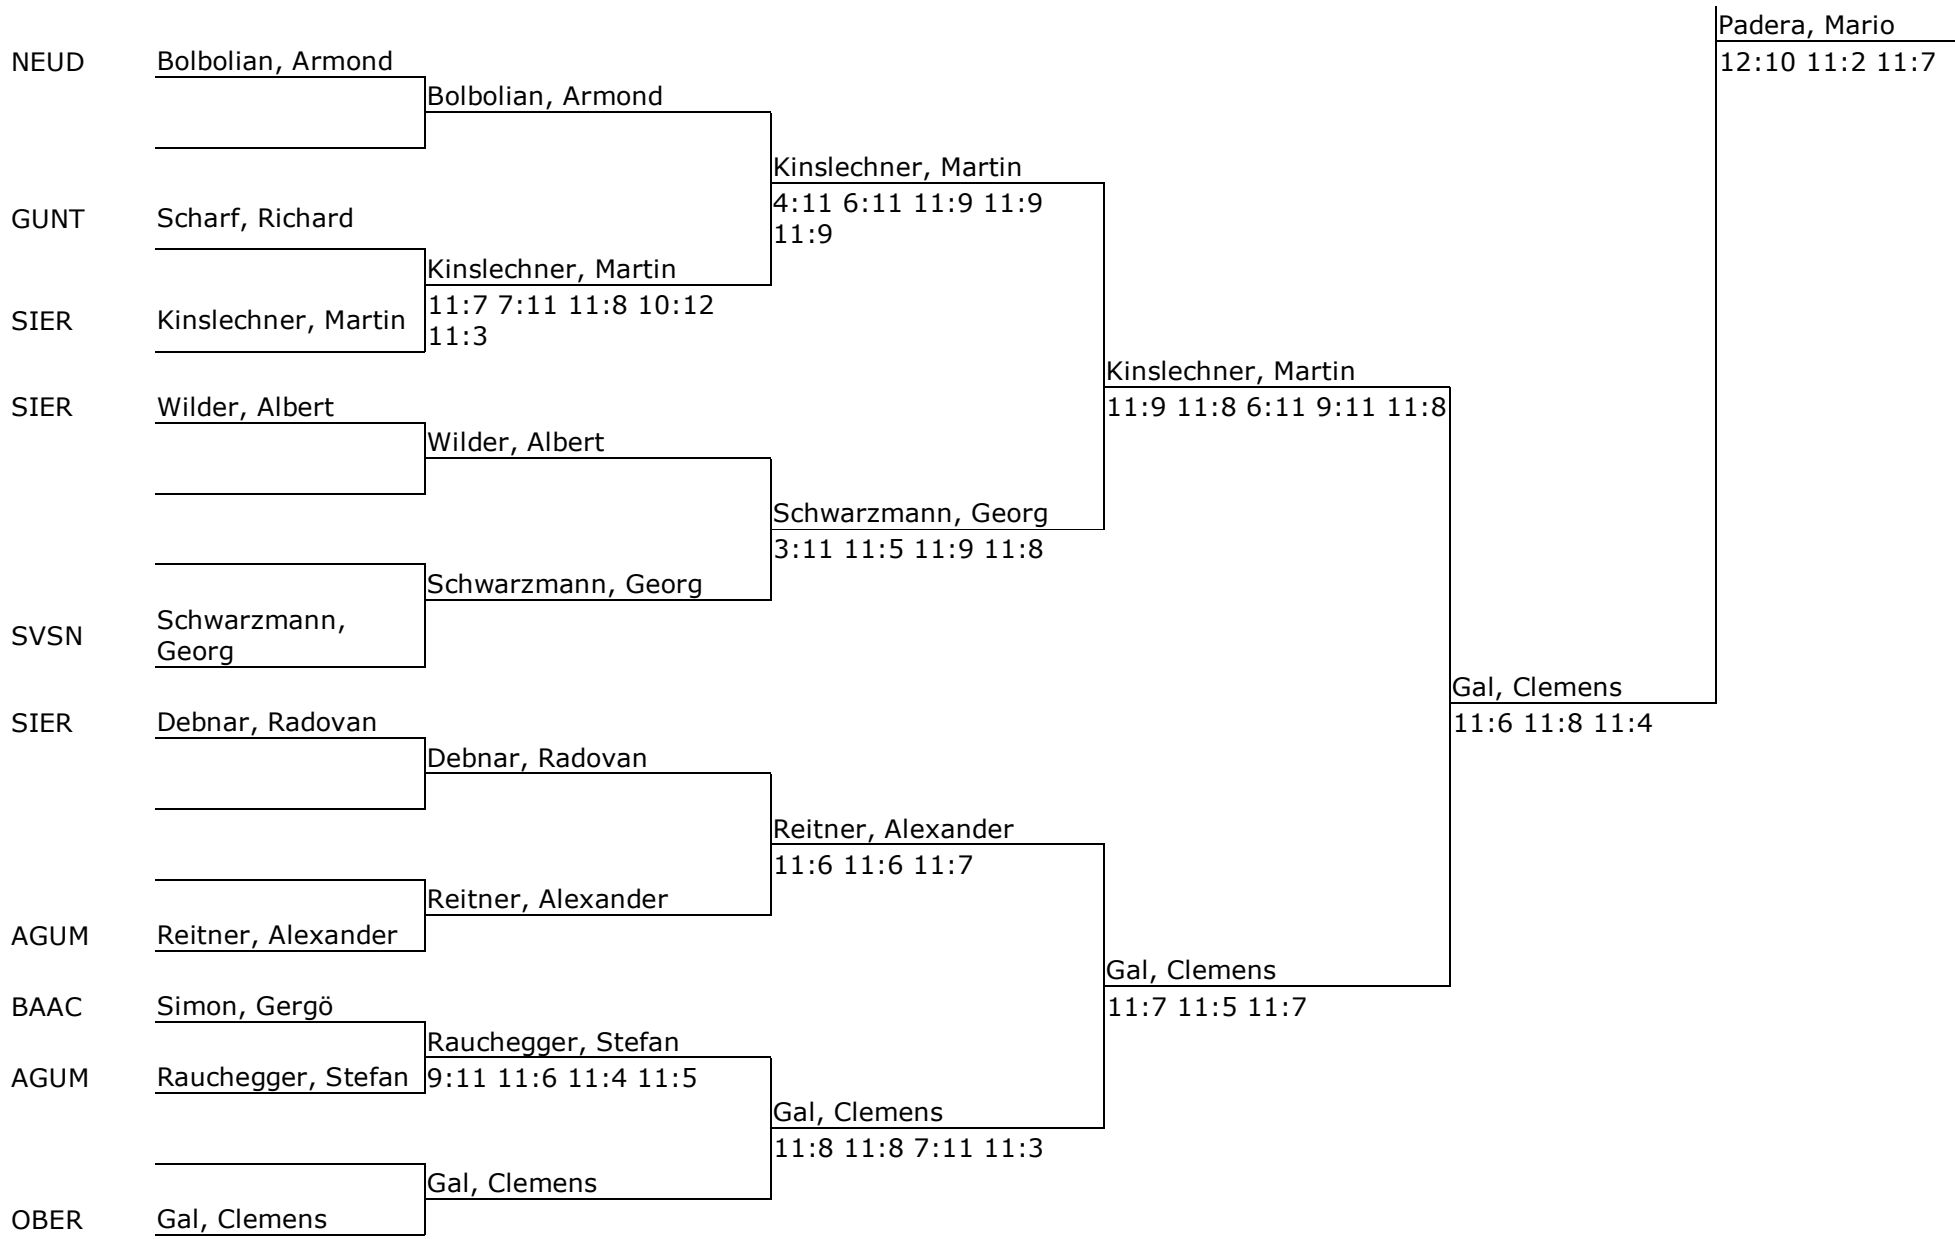 Padera, Mario
NEUD Bolbolian, Armond
12:10 11:2 11:7
Bolbolian, Armond
Kinslechner, Martin
4:11 6:11 11:9 11:9
11:9
GUNT Scharf, Richard
Kinslechner, Martin
11:7 7:11 11:8 10:12
11:3
SIER Kinslechner, Martin
Kinslechner, Martin
11:9 11:8 6:11 9:11 11:8
SIER Wilder, Albert
Wilder, Albert
Schwarzmann, Georg
3:11 11:5 11:9 11:8
Schwarzmann, Georg
SVSN Schwarzmann,
Georg
Gal, Clemens
11:6 11:8 11:4
SIER Debnar, Radovan
Debnar, Radovan
Reitner, Alexander
11:6 11:6 11:7
Reitner, Alexander
AGUM Reitner, Alexander
Gal, Clemens
11:7 11:5 11:7
BAAC Simon, Gergö
Rauchegger, Stefan
9:11 11:6 11:4 11:5
AGUM Rauchegger, Stefan
Gal, Clemens
11:8 11:8 7:11 11:3
Gal, Clemens
OBER Gal, Clemens